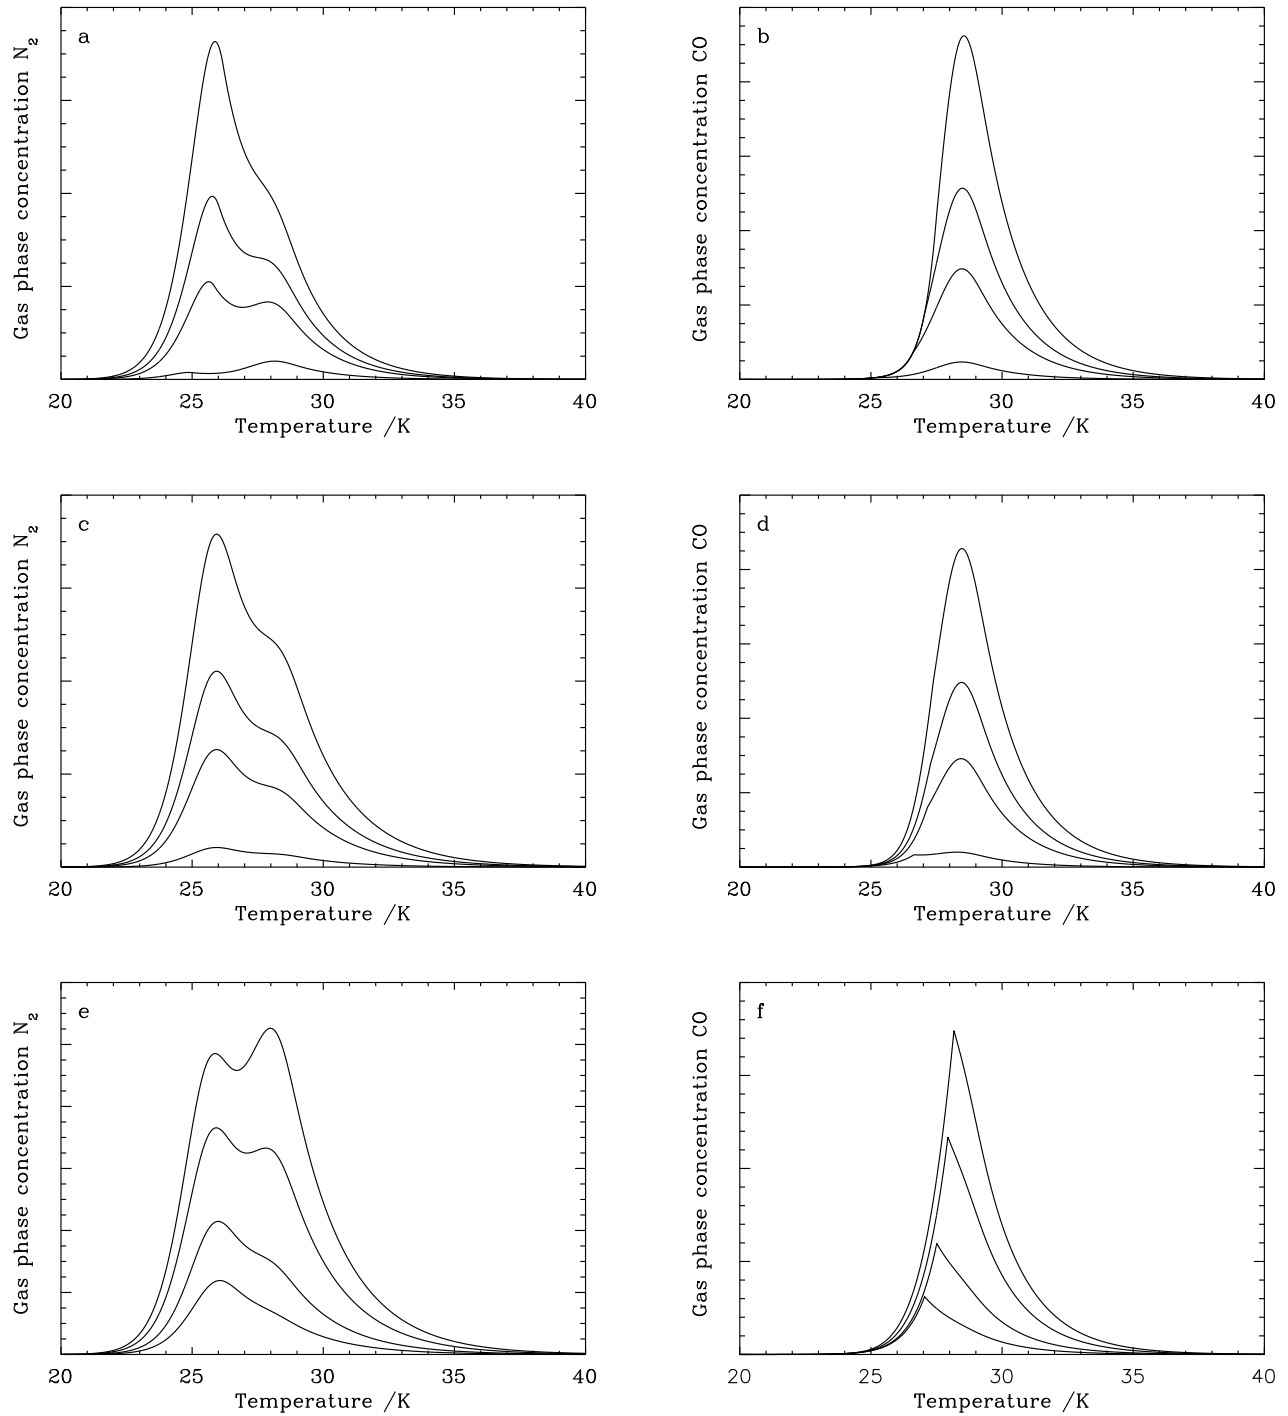 a
Gas phase concentration N₂
20 25 30 35 40
Temperature /K
b
Gas phase concentration CO
20 25 30 35 40
Temperature /K
c
Gas phase concentration N₂
20 25 30 35 40
Temperature /K
d
Gas phase concentration CO
20 25 30 35 40
Temperature /K
e
Gas phase concentration N₂
20 25 30 35 40
Temperature /K
f
Gas phase concentration CO
20 25 30 35 40
Temperature /K